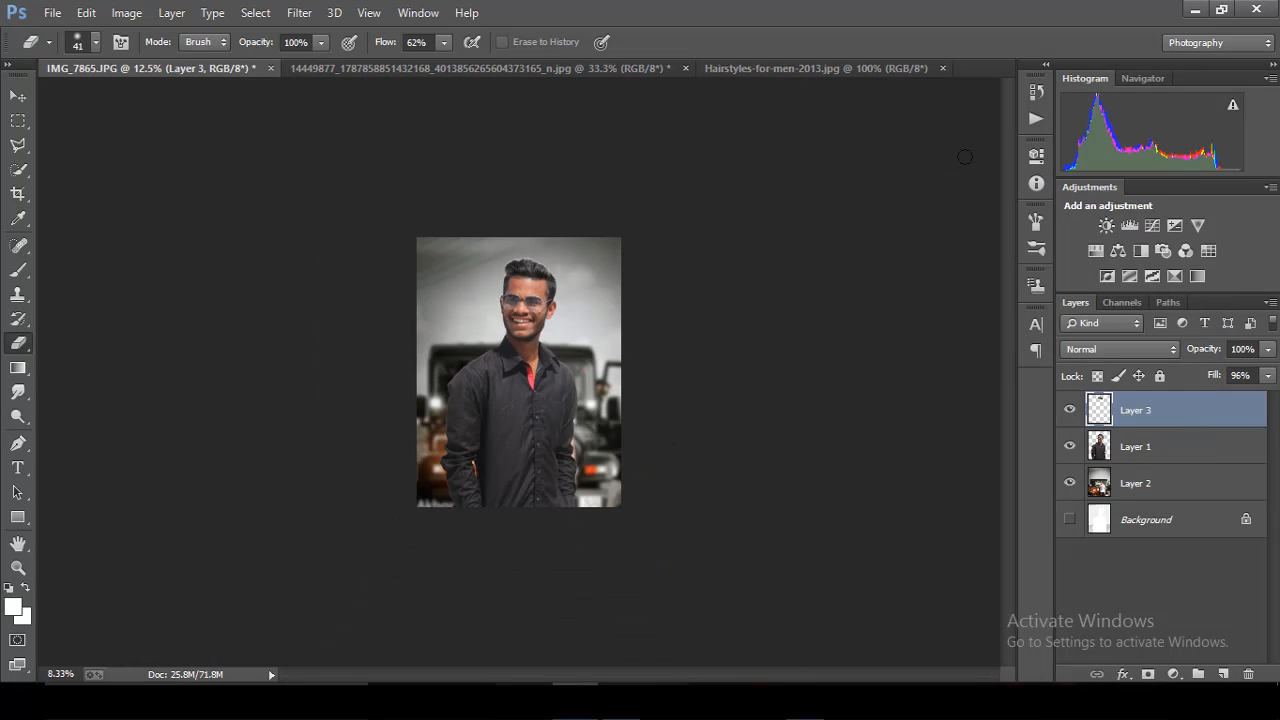 Ps File Edit Image Layer Type Select Filter 3D View Window Help
41 Mode: Brush Opacity: 100% Flow: 62% Erase to History Photography
IMG_7865.JPG @ 12.5% (Layer 3, RGB/8*) * × 14449877_1787858851432168_4013856265604373165_n.jpg @ 33.3% (RGB/8*) * × Hairstyles-for-men-2013.jpg @ 100% (RGB/8*) ×
Histogram Navigator
Adjustments
Add an adjustment
Layers Channels Paths
Kind
Normal Opacity: 100%
Lock: Fill: 96%
Layer 3
Layer 1
Layer 2
Background
Activate Windows
Go to Settings to activate Windows.
8.33% Doc: 25.8M/71.8M